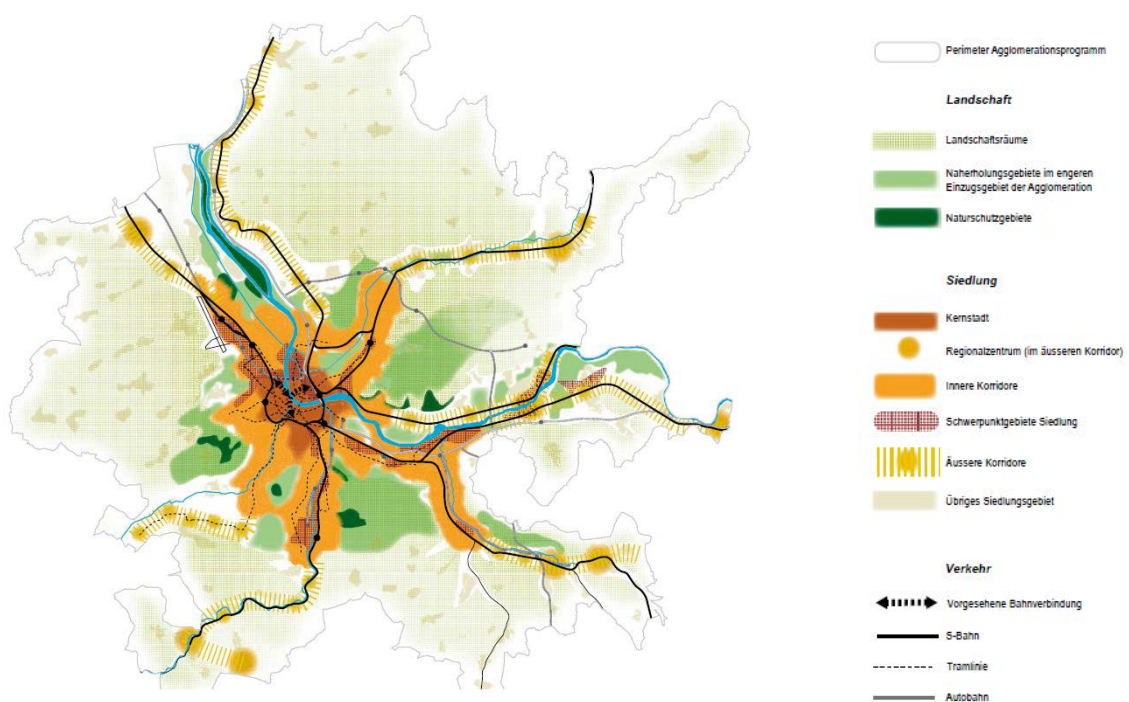 Perimeter Agglomerationsprogramm
Landschaft
Landschaftsräume
Naherholungsgebiete im engeren
Einzugsgebiet der Agglomeration
Naturschutzgebiete
Siedlung
Kernstadt
Regionalzentrum (im äusseren Korridor)
Innere Korridore
Schwerpunktgebiete Siedlung
Äussere Korridore
Übriges Siedlungsgebiet
Verkehr
Vorgesehene Bahnverbindung
S-Bahn
Tramlinie
Autobahn